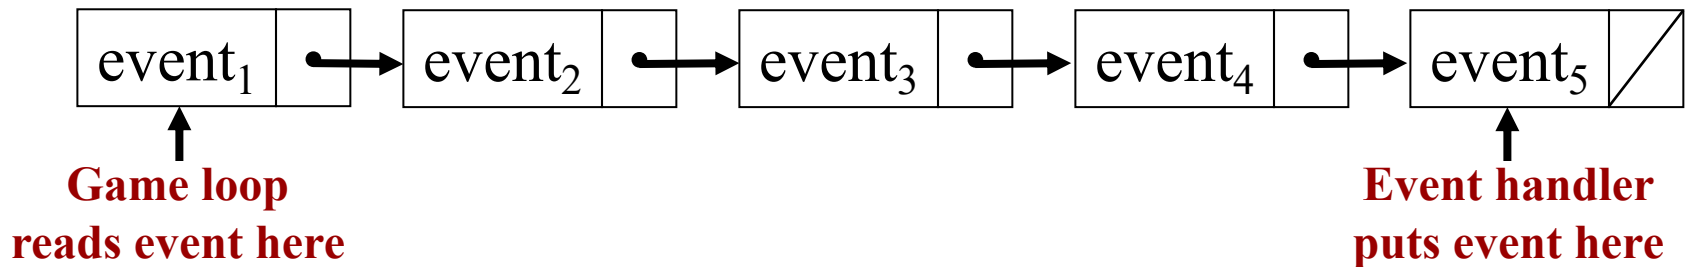 event₁ event₂ event₃ event₄ event₅
Game loop
reads event here
Event handler
puts event here